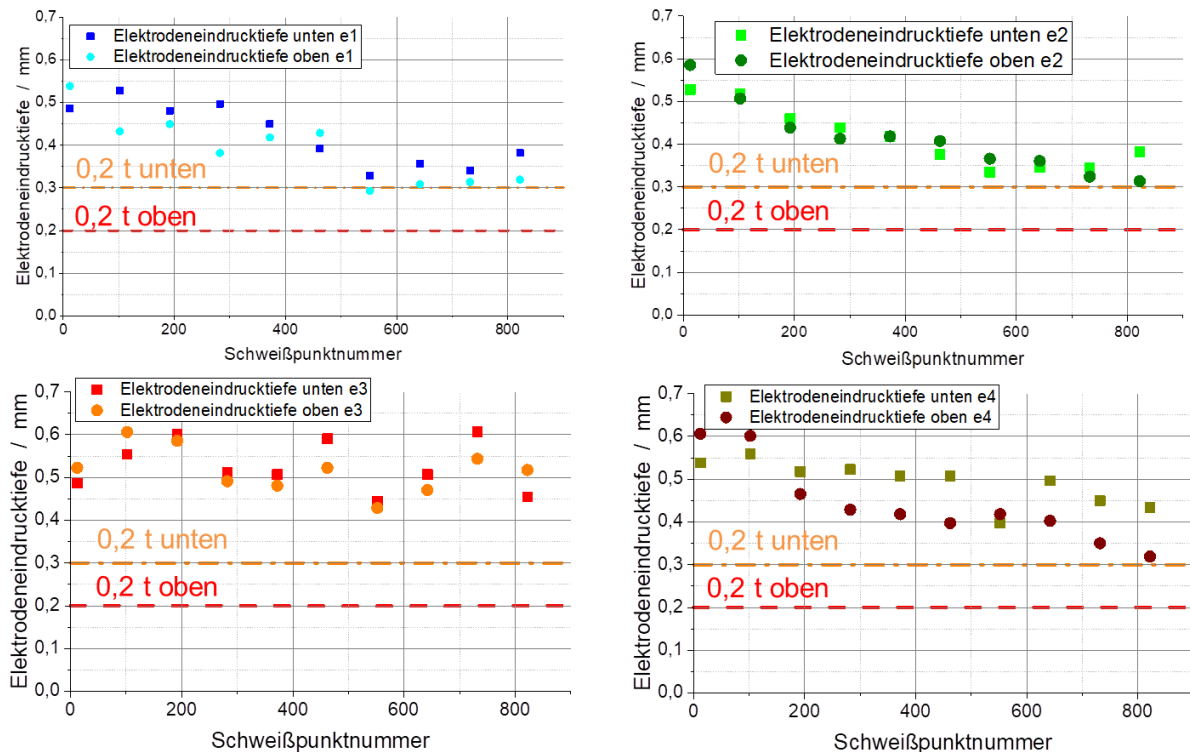 Elektrodeneindrucktiefe / mm
0,7
0,6
0,5
0,4
0,3
0,2
0,1
0,0
Elektrodeneindrucktiefe unten e1
Elektrodeneindrucktiefe oben e1
0,2 t unten
0,2 t oben
0 200 400 600 800
Schweißpunktnummer
Elektrodeneindrucktiefe / mm
0,7
0,6
0,5
0,4
0,3
0,2
0,1
0,0
Elektrodeneindrucktiefe unten e2
Elektrodeneindrucktiefe oben e2
0,2 t unten
0,2 t oben
0 200 400 600 800
Schweißpunktnummer
Elektrodeneindrucktiefe / mm
0,7
0,6
0,5
0,4
0,3
0,2
0,1
0,0
Elektrodeneindrucktiefe unten e3
Elektrodeneindrucktiefe oben e3
0,2 t unten
0,2 t oben
0 200 400 600 800
Schweißpunktnummer
Elektrodeneindrucktiefe / mm
0,7
0,6
0,5
0,4
0,3
0,2
0,1
0,0
Elektrodeneindrucktiefe unten e4
Elektrodeneindrucktiefe oben e4
0,2 t unten
0,2 t oben
0 200 400 600 800
Schweißpunktnummer